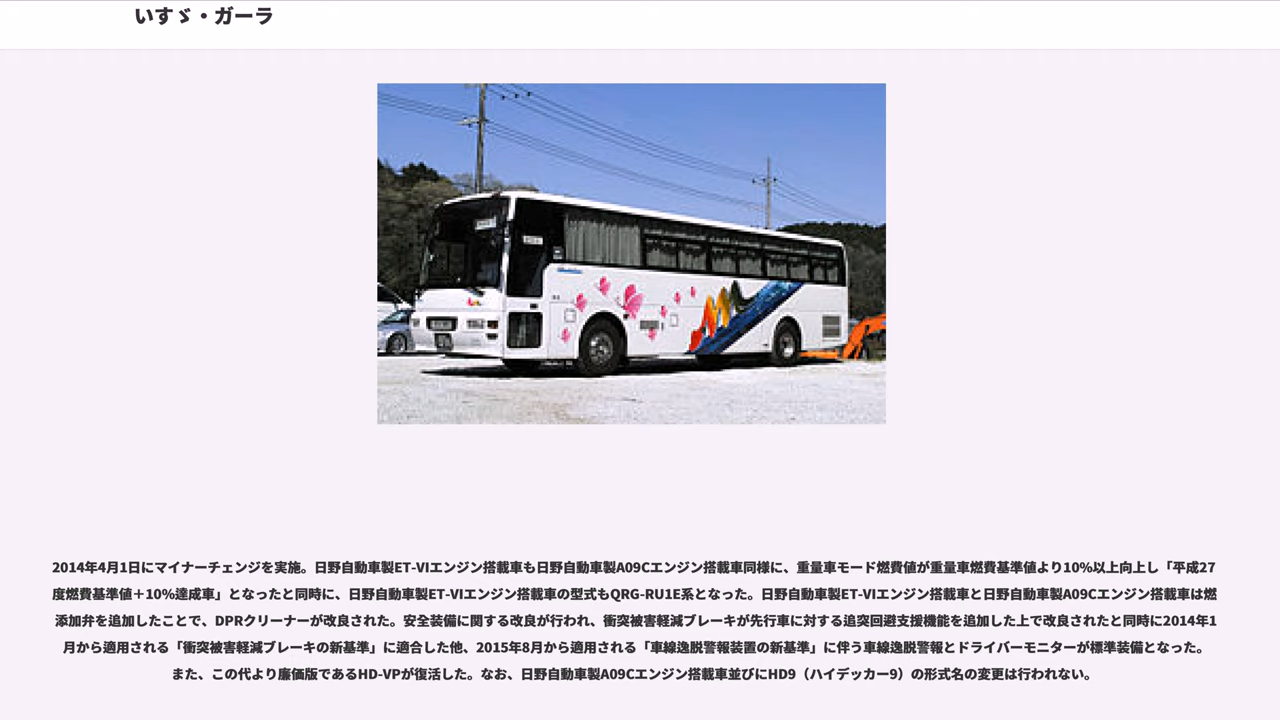 いすゞ・ガーラ
2014年4月1日にマイナーチェンジを実施。日野自動車製ET-VIエンジン搭載車も日野自動車製A09Cエンジン搭載車同様に、重量車モード燃費値が重量車燃費基準値より10%以上向上し「平成27
度燃費基準値＋10%達成車」となったと同時に、日野自動車製ET-VIエンジン搭載車の型式もQRG-RU1E系となった。日野自動車製ET-VIエンジン搭載車と日野自動車製A09Cエンジン搭載車は燃
添加弁を追加したことで、DPRクリーナーが改良された。安全装備に関する改良が行われ、衝突被害軽減ブレーキが先行車に対する追突回避支援機能を追加した上で改良されたと同時に2014年1
月から適用される「衝突被害軽減ブレーキの新基準」に適合した他、2015年8月から適用される「車線逸脱警報装置の新基準」に伴う車線逸脱警報とドライバーモニターが標準装備となった。
また、この代より廉価版であるHD-VPが復活した。なお、日野自動車製A09Cエンジン搭載車並びにHD9（ハイデッカー9）の形式名の変更は行われない。